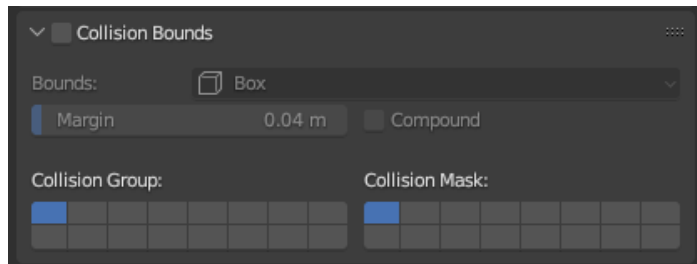 Collision Bounds
Bounds: Box
Margin 0.04 m Compound
Collision Group: Collision Mask: